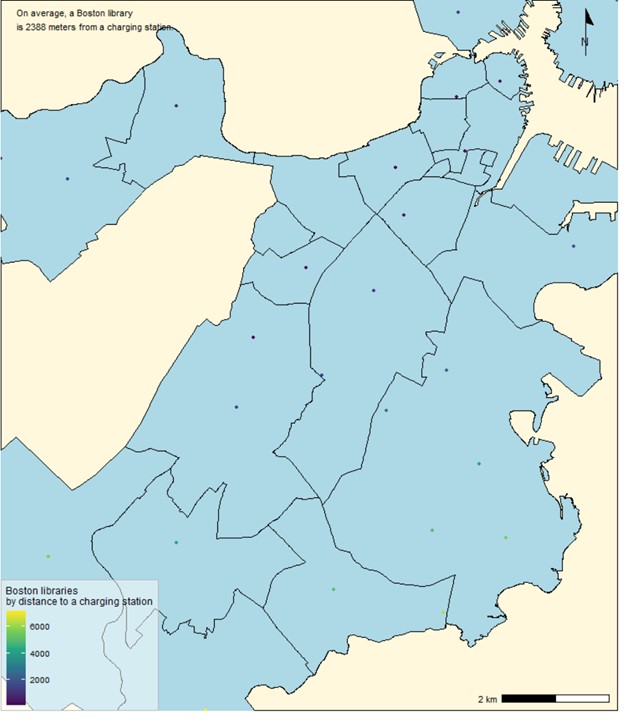 On average, a Boston library
is 2388 meters from a charging station.
N
Boston libraries
by distance to a charging station
6000
4000
2000
2 km